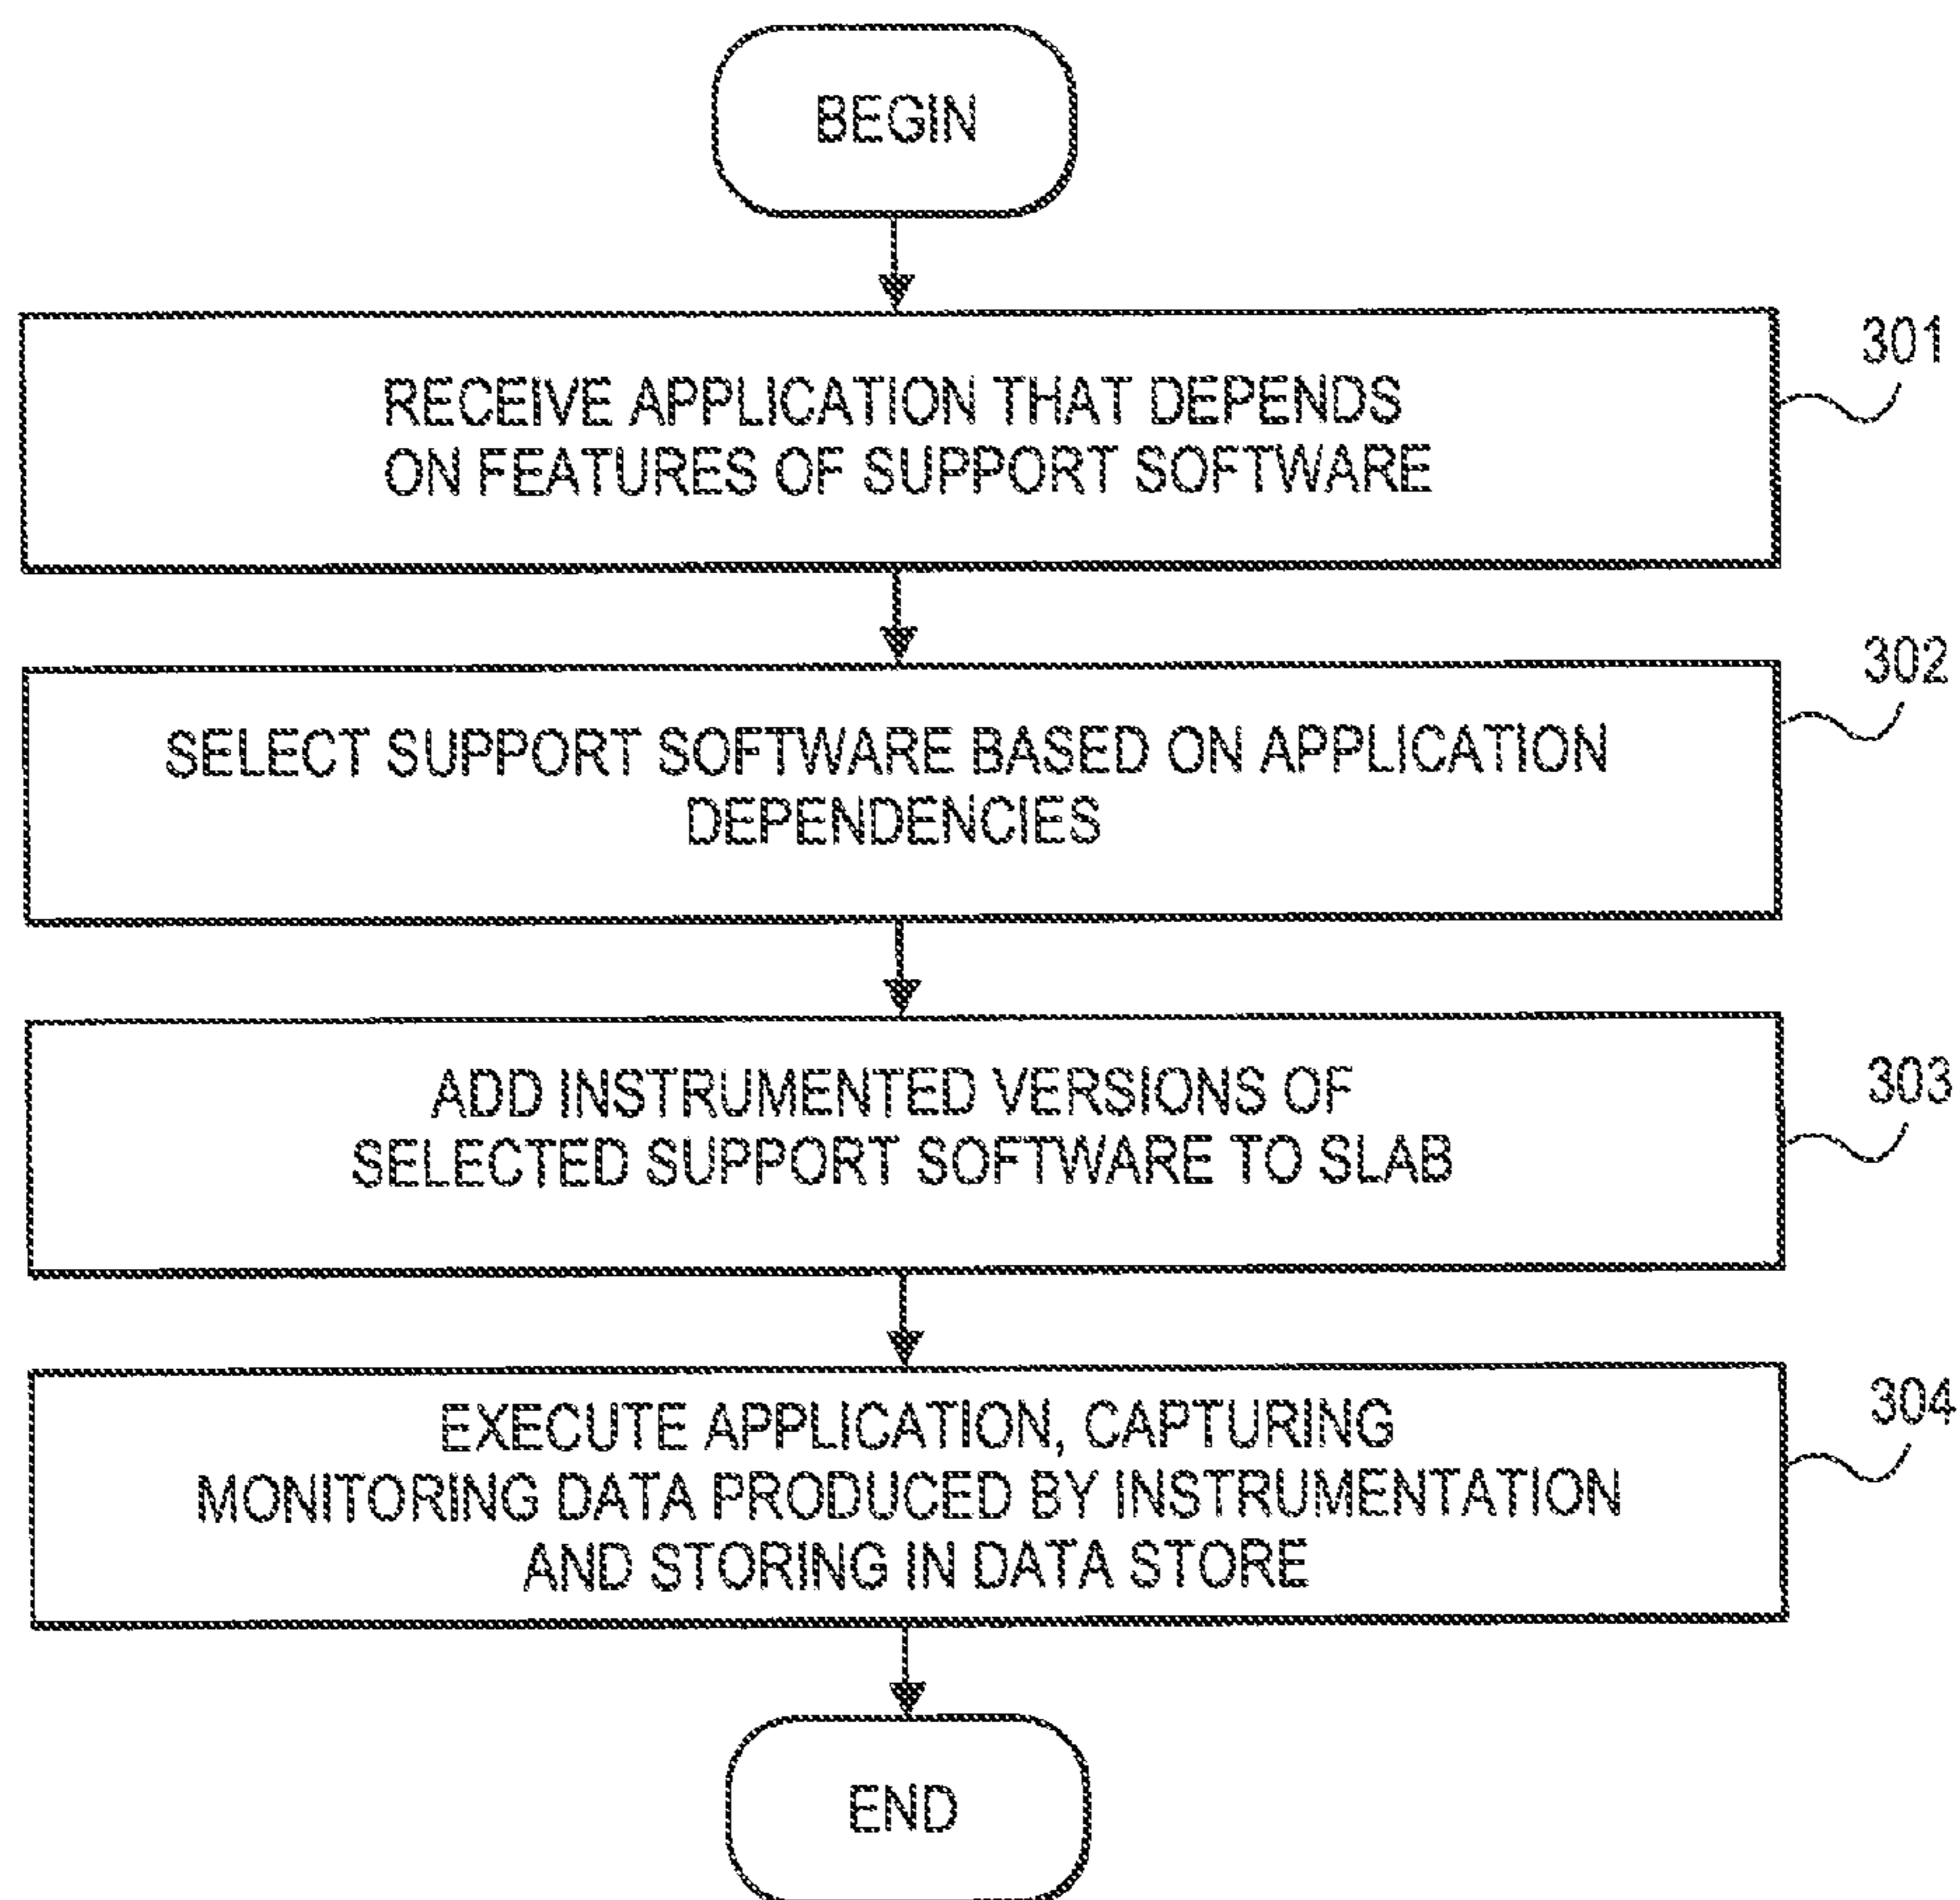 BEGIN
RECEIVE APPLICATION THAT DEPENDS
ON FEATURES OF SUPPORT SOFTWARE
301
SELECT SUPPORT SOFTWARE BASED ON APPLICATION
DEPENDENCIES
302
ADD INSTRUMENTED VERSIONS OF
SELECTED SUPPORT SOFTWARE TO SLAB
303
EXECUTE APPLICATION, CAPTURING
MONITORING DATA PRODUCED BY INSTRUMENTATION
AND STORING IN DATA STORE
304
END